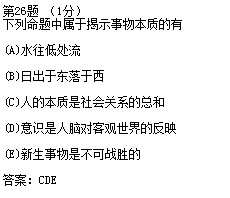 第26题 （1分）
下列命题中属于揭示事物本质的有
(A)水往低处流
(B)日出于东落于西
(C)人的本质是社会关系的总和
(D)意识是人脑对客观世界的反映
(E)新生事物是不可战胜的
答案：CDE